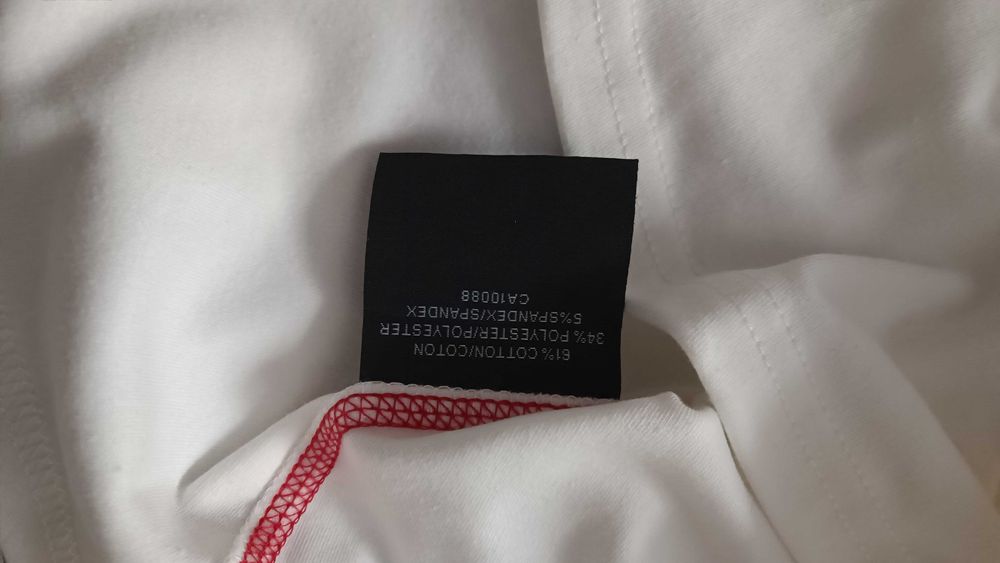 61% COTTON/COTON
34% POLYESTER/POLYESTER
5%SPANDEX/SPANDEX
CA10088